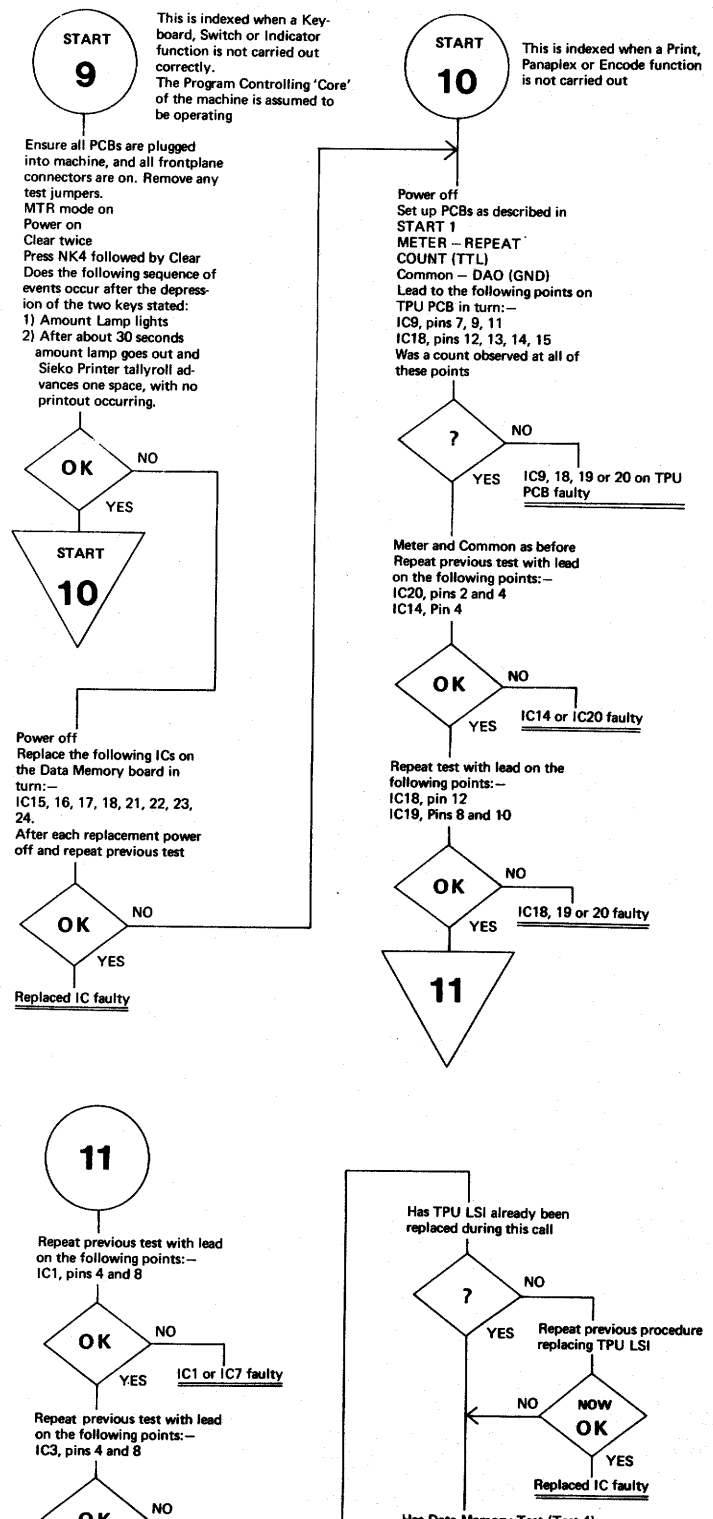 START
9
This is indexed when a Key-
board, Switch or Indicator
function is not carried out
correctly.
The Program Controlling 'Core'
of the machine is assumed to
be operating
Ensure all PCBs are plugged
into machine, and all frontplane
connectors are on. Remove any
test jumpers.
MTR mode on
Power on
Clear twice
Press NK4 followed by Clear
Does the following sequence of
events occur after the depress-
ion of the two keys stated:
1) Amount Lamp lights
2) After about 30 seconds
amount lamp goes out and
Sieko Printer tallyroll ad-
vances one space, with no
printout occurring.
OK
NO
YES
START
10
Power off
Replace the following ICs on
the Data Memory board in
turn:—
IC15, 16, 17, 18, 21, 22, 23,
24.
After each replacement power
off and repeat previous test
OK
NO
YES
Replaced IC faulty
START
10
This is indexed when a Print,
Panaplex or Encode function
is not carried out
Power off
Set up PCBs as described in
START 1
METER — REPEAT
COUNT (TTL)
Common — DAO (GND)
Lead to the following points on
TPU PCB in turn:—
IC9, pins 7, 9, 11
IC18, pins 12, 13, 14, 15
Was a count observed at all of
these points
?
NO
YES
IC9, 18, 19 or 20 on TPU
PCB faulty
Meter and Common as before
Repeat previous test with lead
on the following points:—
IC20, pins 2 and 4
IC14, Pin 4
OK
NO
YES
IC14 or IC20 faulty
Repeat test with lead on the
following points:—
IC18, pin 12
IC19, Pins 8 and 10
OK
NO
YES
IC18, 19 or 20 faulty
11
11
Repeat previous test with lead
on the following points:—
IC1, pins 4 and 8
OK
NO
YES
IC1 or IC7 faulty
Repeat previous test with lead
on the following points:—
IC3, pins 4 and 8
OK
NO
Has TPU LSI already been
replaced during this call
?
NO
YES
Repeat previous procedure
replacing TPU LSI
NO
NOW
OK
YES
Replaced IC faulty
Has Data Memory Test (Test 4)